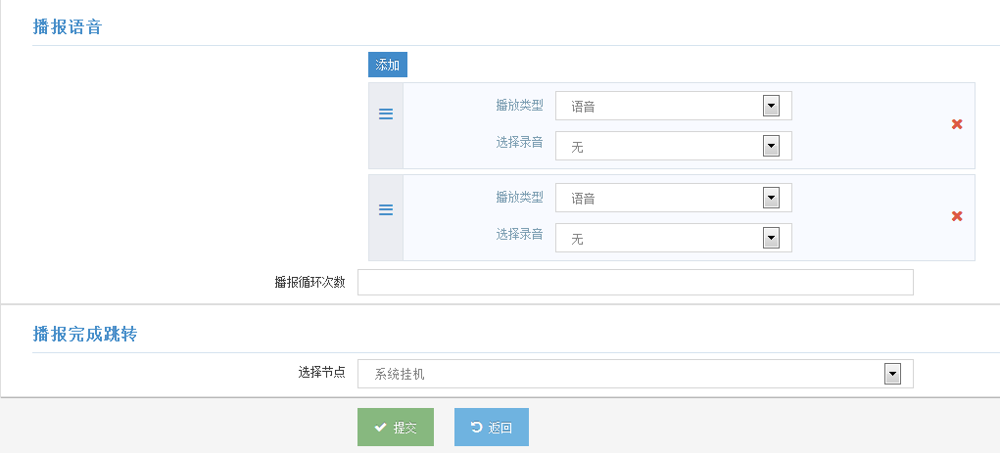 播报语音
添加
播放类型 语音
选择录音 无
播放类型 语音
选择录音 无
播报循环次数
播报完成跳转
选择节点 系统挂机
提交 返回